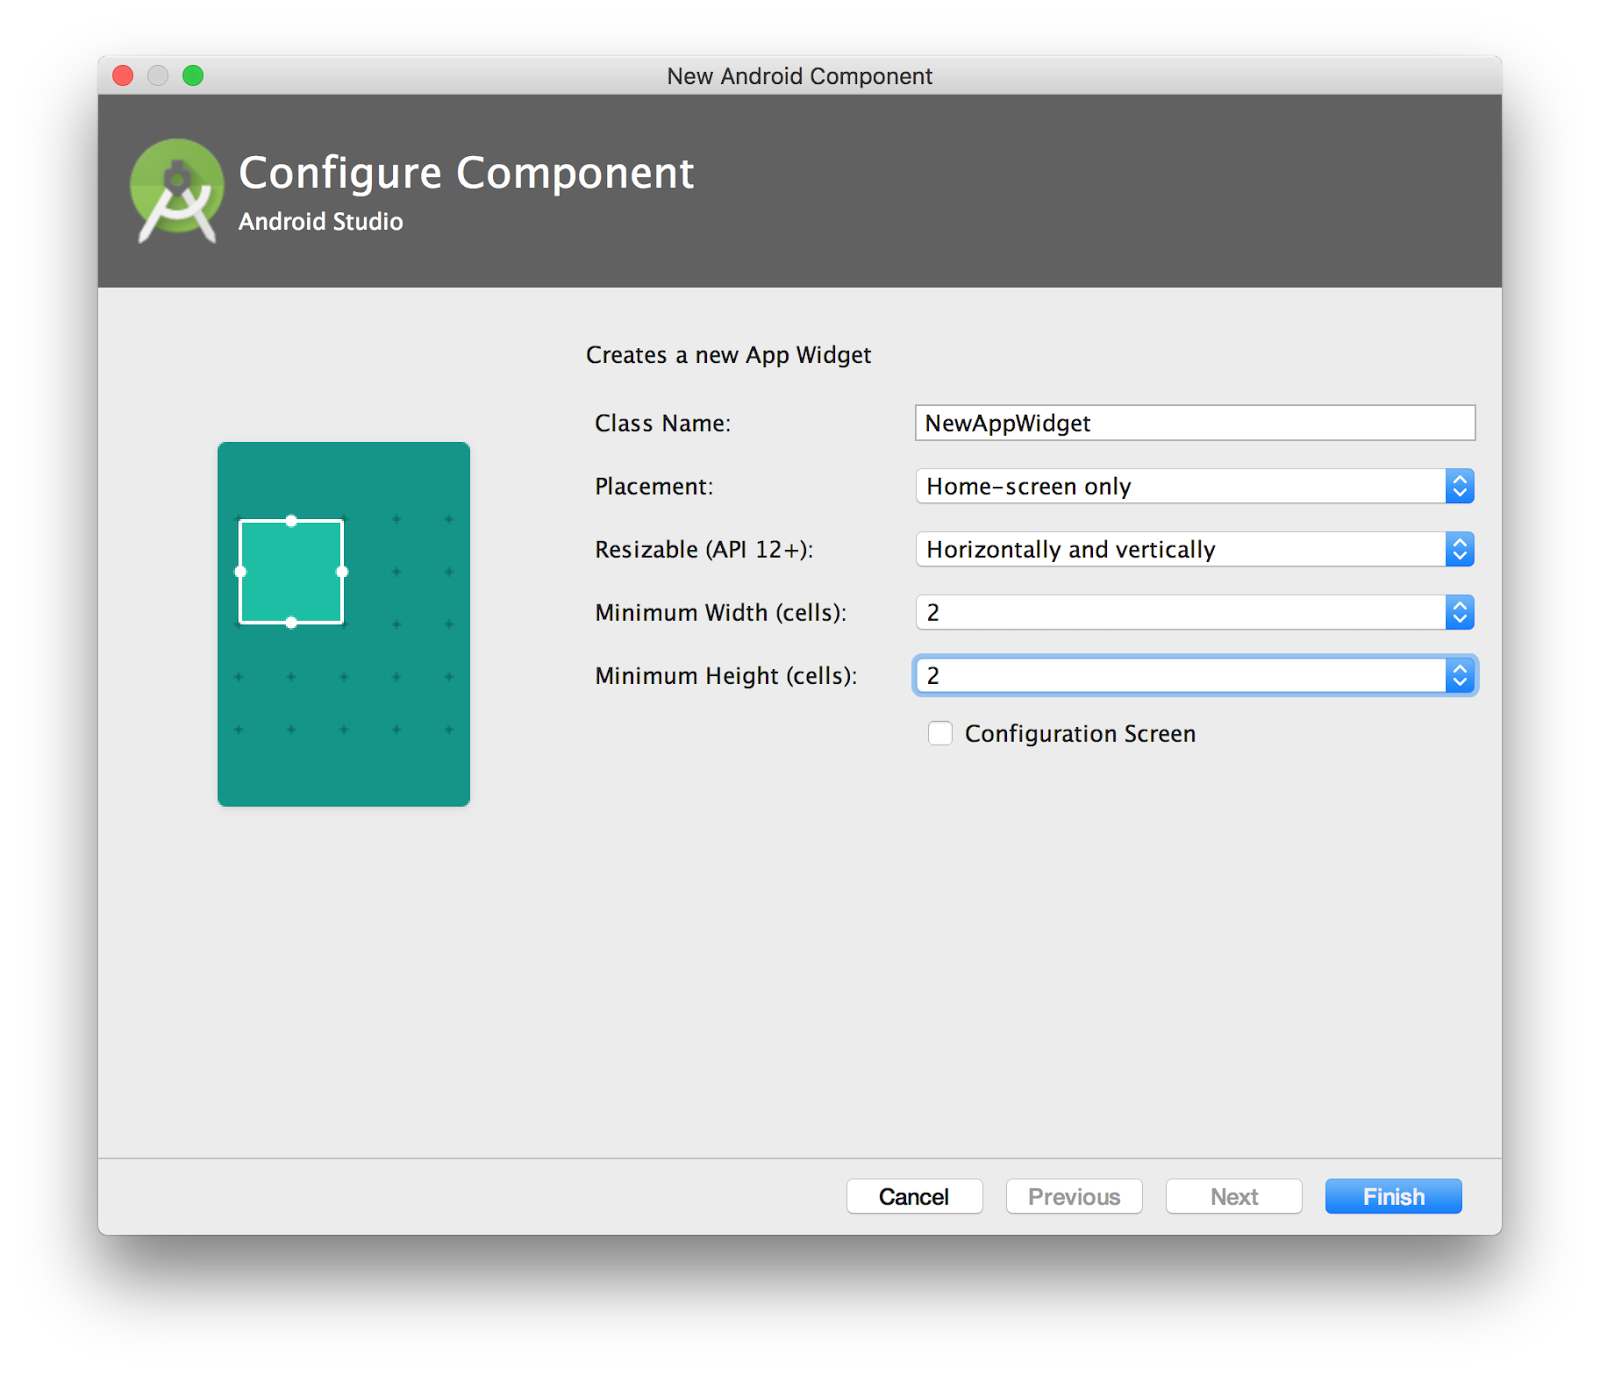 New Android Component
Configure Component
Android Studio
Creates a new App Widget
Class Name: NewAppWidget
Placement: Home-screen only
Resizable (API 12+): Horizontally and vertically
Minimum Width (cells): 2
Minimum Height (cells): 2
Configuration Screen
Cancel Previous Next Finish